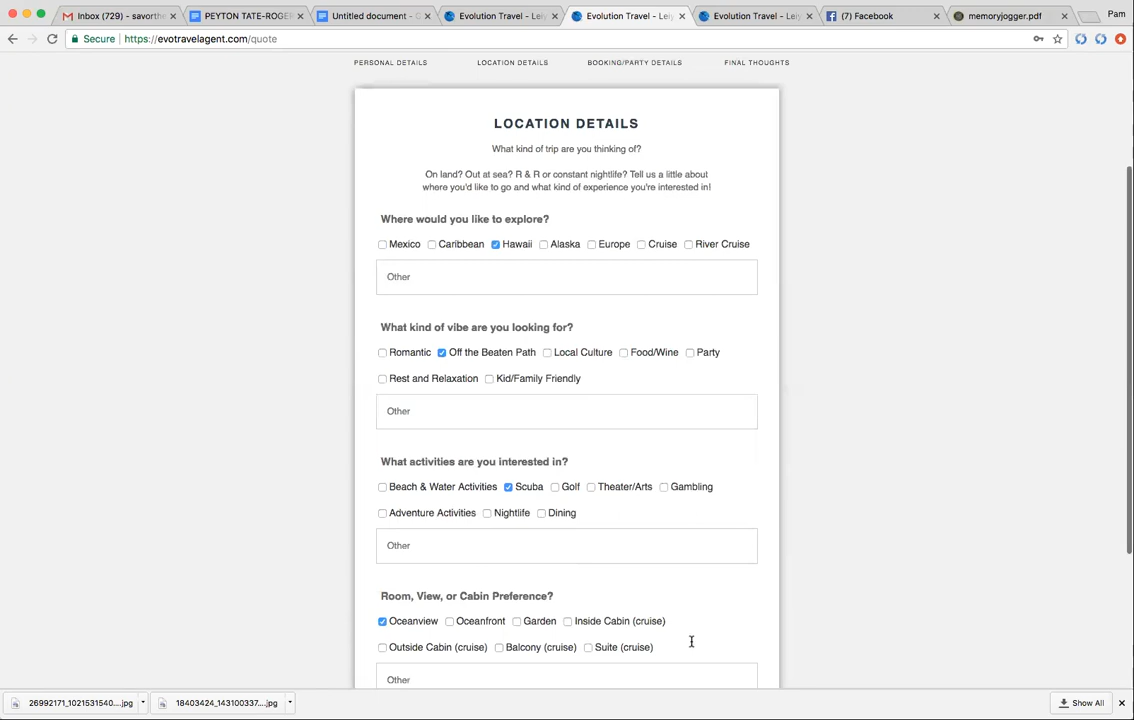 Inbox (729) - savorthe
PEYTON TATE-ROGER
Untitled document - G
Evolution Travel - Leiy
Evolution Travel - Leiy
Evolution Travel - Leiy
(7) Facebook
memoryjogger.pdf
Pam
Secure https://evotravelagent.com/quote
PERSONAL DETAILS LOCATION DETAILS BOOKING/PARTY DETAILS FINAL THOUGHTS
LOCATION DETAILS
What kind of trip are you thinking of?
On land? Out at sea? R & R or constant nightlife? Tell us a little about
where you'd like to go and what kind of experience you're interested in!
Where would you like to explore?
Mexico Caribbean Hawaii Alaska Europe Cruise River Cruise
Other
What kind of vibe are you looking for?
Romantic Off the Beaten Path Local Culture Food/Wine Party
Rest and Relaxation Kid/Family Friendly
Other
What activities are you interested in?
Beach & Water Activities Scuba Golf Theater/Arts Gambling
Adventure Activities Nightlife Dining
Other
Room, View, or Cabin Preference?
Oceanview Oceanfront Garden Inside Cabin (cruise)
Outside Cabin (cruise) Balcony (cruise) Suite (cruise)
Other
26992171_1021531540....jpg 18403424_143100337....jpg Show All